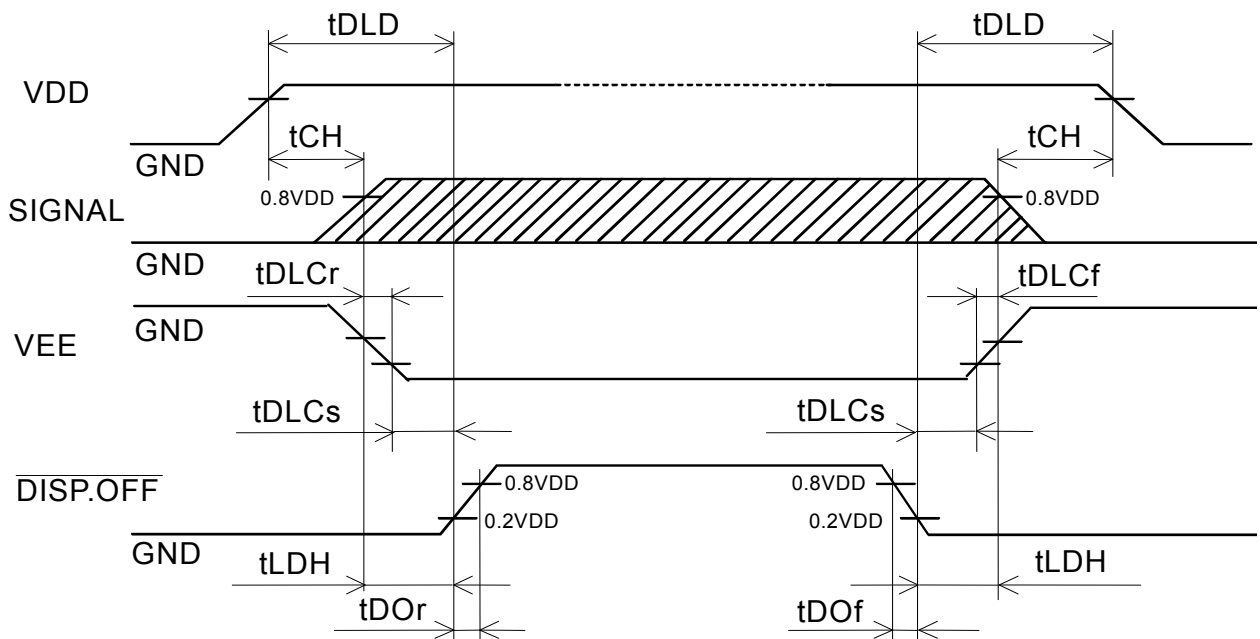 tDLD tDLD
VDD
tCH tCH
GND
0.8VDD 0.8VDD
SIGNAL
GND
tDLCr tDLCf
GND
VEE
tDLCs tDLCs
DISP.OFF
0.8VDD 0.8VDD
0.2VDD 0.2VDD
GND
tLDH tLDH
tDOr tDOf